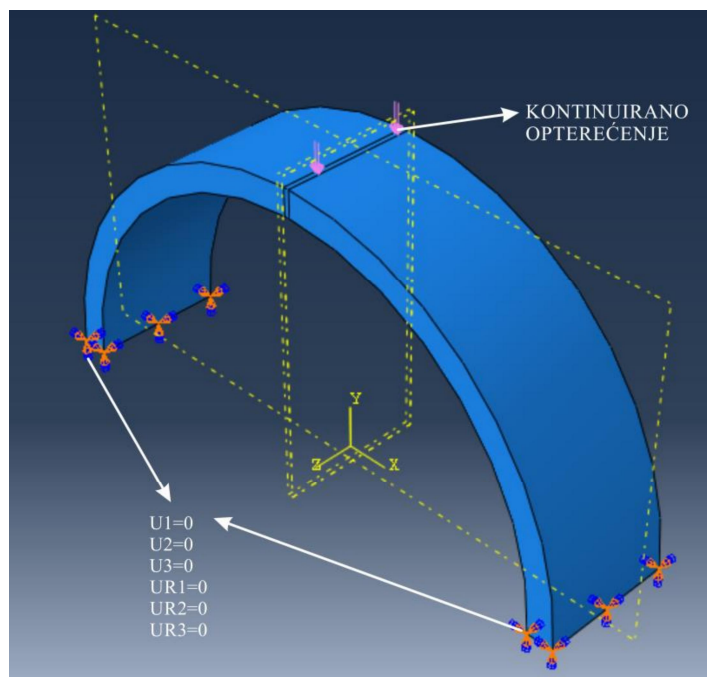 KONTINUIRANO
OPTEREĆENJE
Y
Z
X
U1=0
U2=0
U3=0
UR1=0
UR2=0
UR3=0